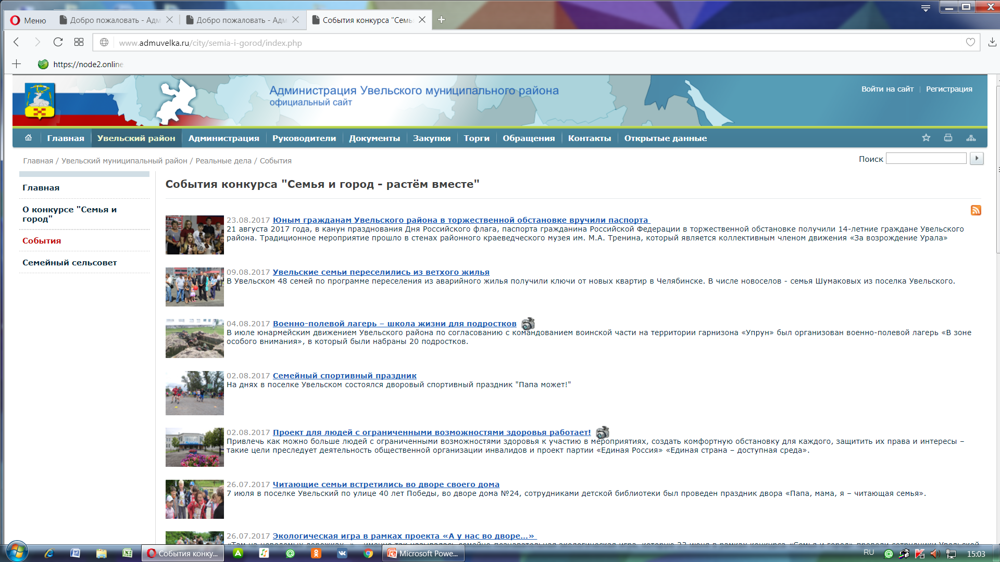 Меню
Добро пожаловать - Адм
Добро пожаловать - Адм
События конкурса "Семь
www.admuvelka.ru/city/semia-i-gorod/index.php
https://node2.online
Администрация Увельского муниципального района
официальный сайт
Войти на сайт | Регистрация
Главная Увельский район Администрация Руководители Документы Закупки Торги Обращения Контакты Открытые данные
Главная / Увельский муниципальный район / Реальные дела / События
Поиск
Главная
О конкурсе "Семья и
город"
События
Семейный сельсовет
События конкурса "Семья и город - растём вместе"
23.08.2017 Юным гражданам Увельского района в торжественной обстановке вручили паспорта
21 августа 2017 года, в канун празднования Дня Российского флага, паспорта гражданина Российской Федерации в торжественной обстановке получили 14-летние граждане Увельского
района. Традиционное мероприятие прошло в стенах районного краеведческого музея им. М.А. Тренина, который является коллективным членом движения «За возрождение Урала»
09.08.2017 Увельские семьи переселились из ветхого жилья
В Увельском 48 семей по программе переселения из аварийного жилья получили ключи от новых квартир в Челябинске. В числе новоселов - семья Шумаковых из поселка Увельского.
04.08.2017 Военно-полевой лагерь – школа жизни для подростков
В июле юнармейским движением Увельского района по согласованию с командованием воинской части на территории гарнизона «Упрун» был организован военно-полевой лагерь «В зоне
особого внимания», в который были набраны 20 подростков.
02.08.2017 Семейный спортивный праздник
На днях в поселке Увельском состоялся дворовый спортивный праздник "Папа может!"
02.08.2017 Проект для людей с ограниченными возможностями здоровья работает!
Привлечь как можно больше людей с ограниченными возможностями здоровья к участию в мероприятиях, создать комфортную обстановку для каждого, защитить их права и интересы –
такие цели преследует деятельность общественной организации инвалидов и проект партии «Единая Россия» «Единая страна – доступная среда».
26.07.2017 Читающие семьи встретились во дворе своего дома
7 июля в поселке Увельский по улице 40 лет Победы, во дворе дома №24, сотрудниками детской библиотеки был проведен праздник двора «Папа, мама, я – читающая семья».
26.07.2017 Экологическая игра в рамках проекта «А у нас во дворе...»
События конку...
Microsoft Powe...
RU
15:03